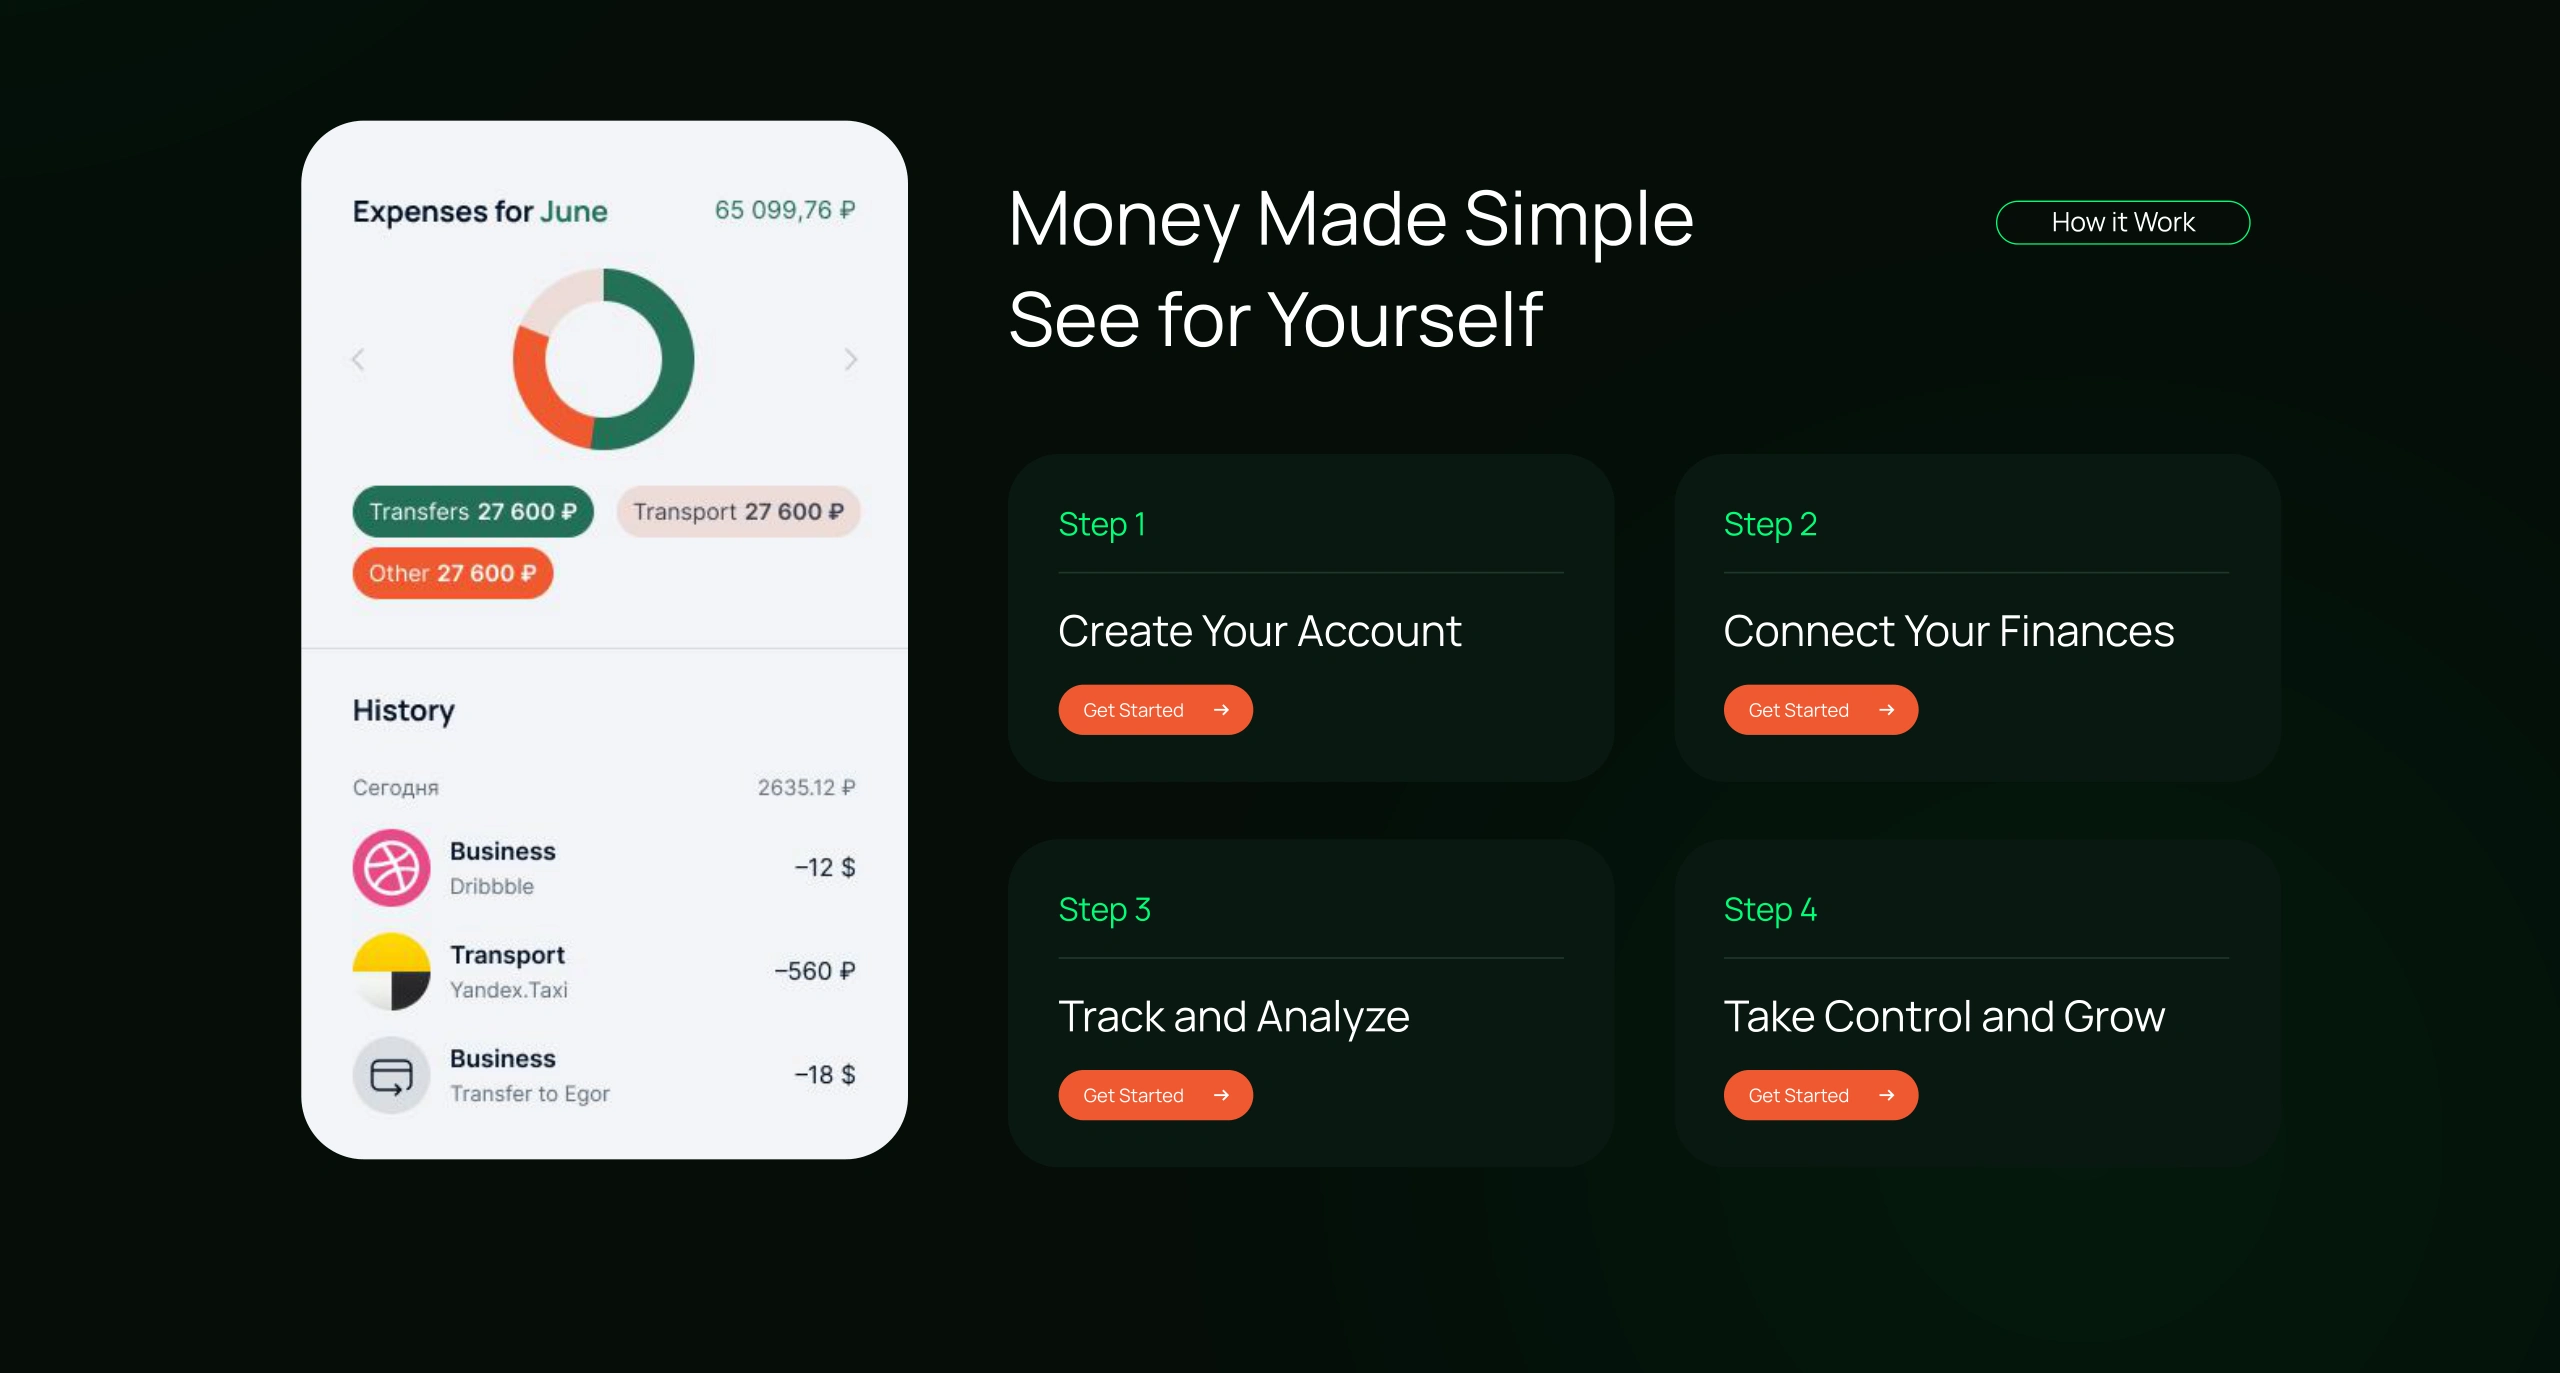 Expenses for June
65 099,76 ₽
Transfers 27 600 ₽
Transport 27 600 ₽
Other 27 600 ₽
History
Сегодня
2635.12 ₽
Business
Dribbble
–12 $
Transport
Yandex.Taxi
–560 ₽
Business
Transfer to Egor
–18 $
Money Made Simple
See for Yourself
How it Work
Step 1
Create Your Account
Get Started →
Step 2
Connect Your Finances
Get Started →
Step 3
Track and Analyze
Get Started →
Step 4
Take Control and Grow
Get Started →